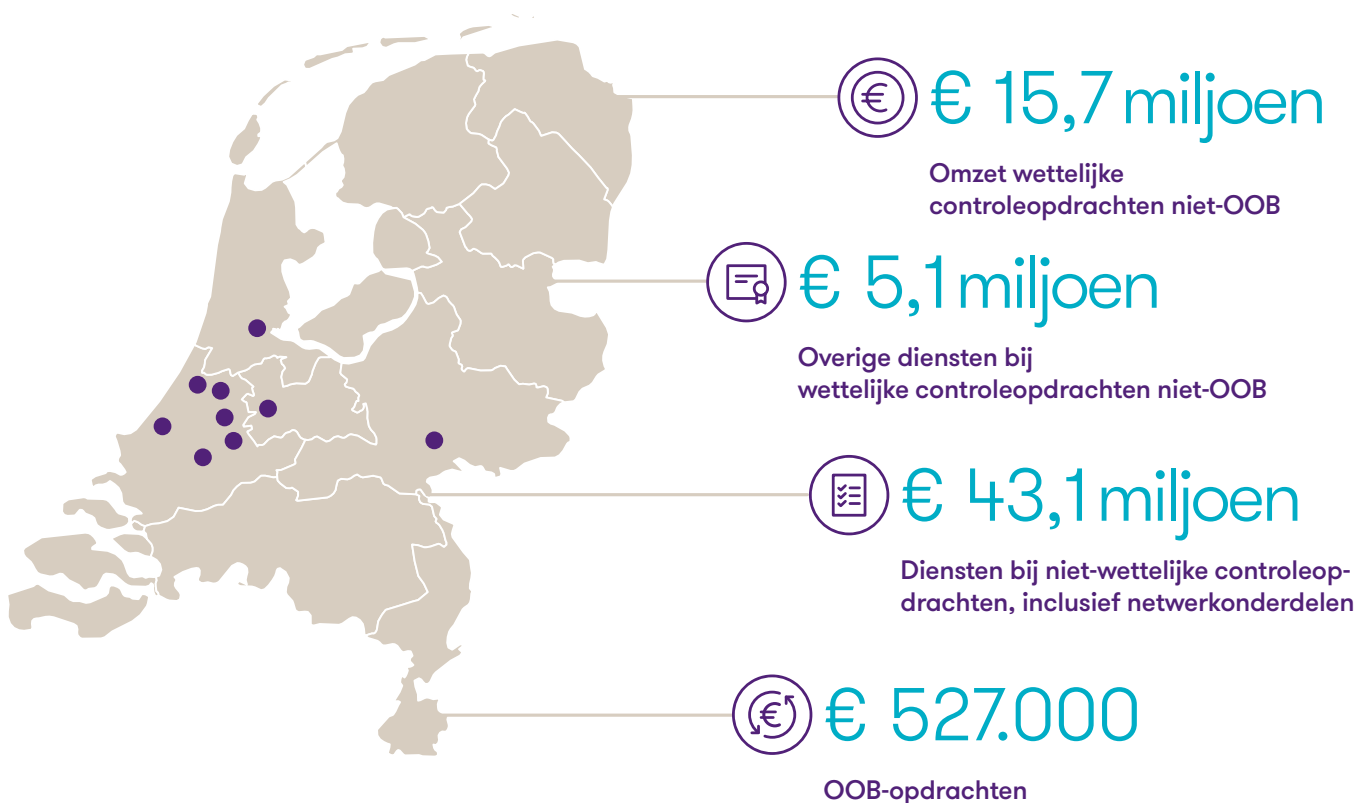 € 15,7 miljoen
Omzet wettelijke
controleopdrachten niet-OOB
€ 5,1 miljoen
Overige diensten bij
wettelijke controleopdrachten niet-OOB
€ 43,1 miljoen
Diensten bij niet-wettelijke controleop-
drachten, inclusief netwerkonderdelen
€ 527.000
OOB-opdrachten